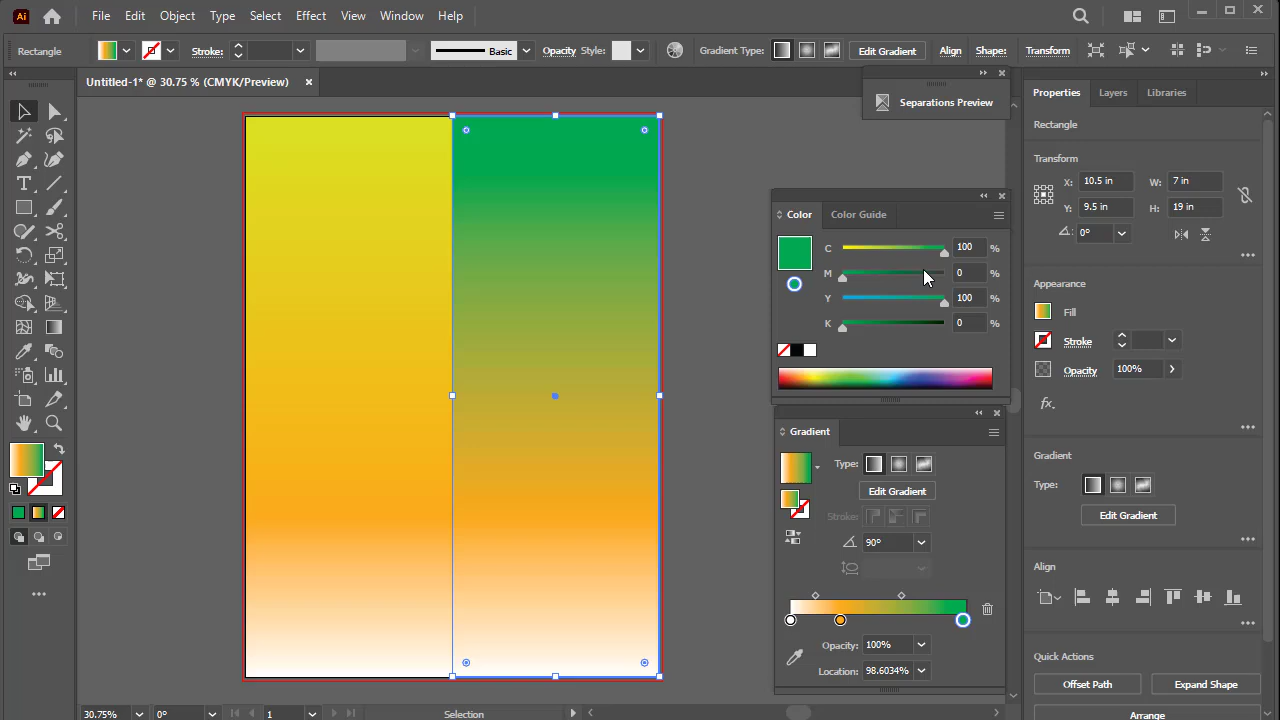 Ai File Edit Object Type Select Effect View Window Help
Rectangle Stroke: Basic Opacity Style: Gradient Type: Edit Gradient Align Shape: Transform
Untitled-1* @ 30.75 % (CMYK/Preview)
Separations Preview
Properties Layers Libraries
Rectangle
Transform
X: 10.5 in W: 7 in
Y: 9.5 in H: 19 in
0°
Color Color Guide
C 100 %
M 0 %
Y 100 %
K 0 %
Appearance
Fill
Stroke
Opacity 100%
fx.
Gradient
Type:
Edit Gradient
Gradient
Type:
Edit Gradient
Stroke:
90°
Opacity: 100%
Location: 98.6034%
Align
Quick Actions
Offset Path Expand Shape
Arrange
30.75% 0° 1 Selection